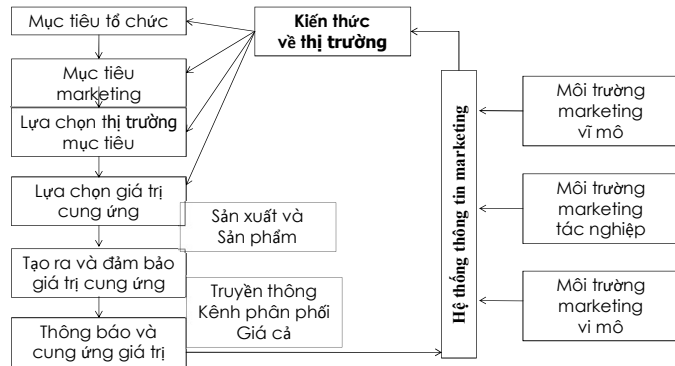 Mục tiêu tổ chức
Mục tiêu
marketing
Lựa chọn thị trường
mục tiêu
Lựa chọn giá trị
cung ứng
Tạo ra và đảm bảo
giá trị cung ứng
Thông báo và
cung ứng giá trị
Kiến thức
về thị trường
Sản xuất và
Sản phẩm
Truyền thông
Kênh phân phối
Giá cả
Hệ thống thông tin marketing
Môi trường
marketing
vĩ mô
Môi trường
marketing
tác nghiệp
Môi trường
marketing
vi mô